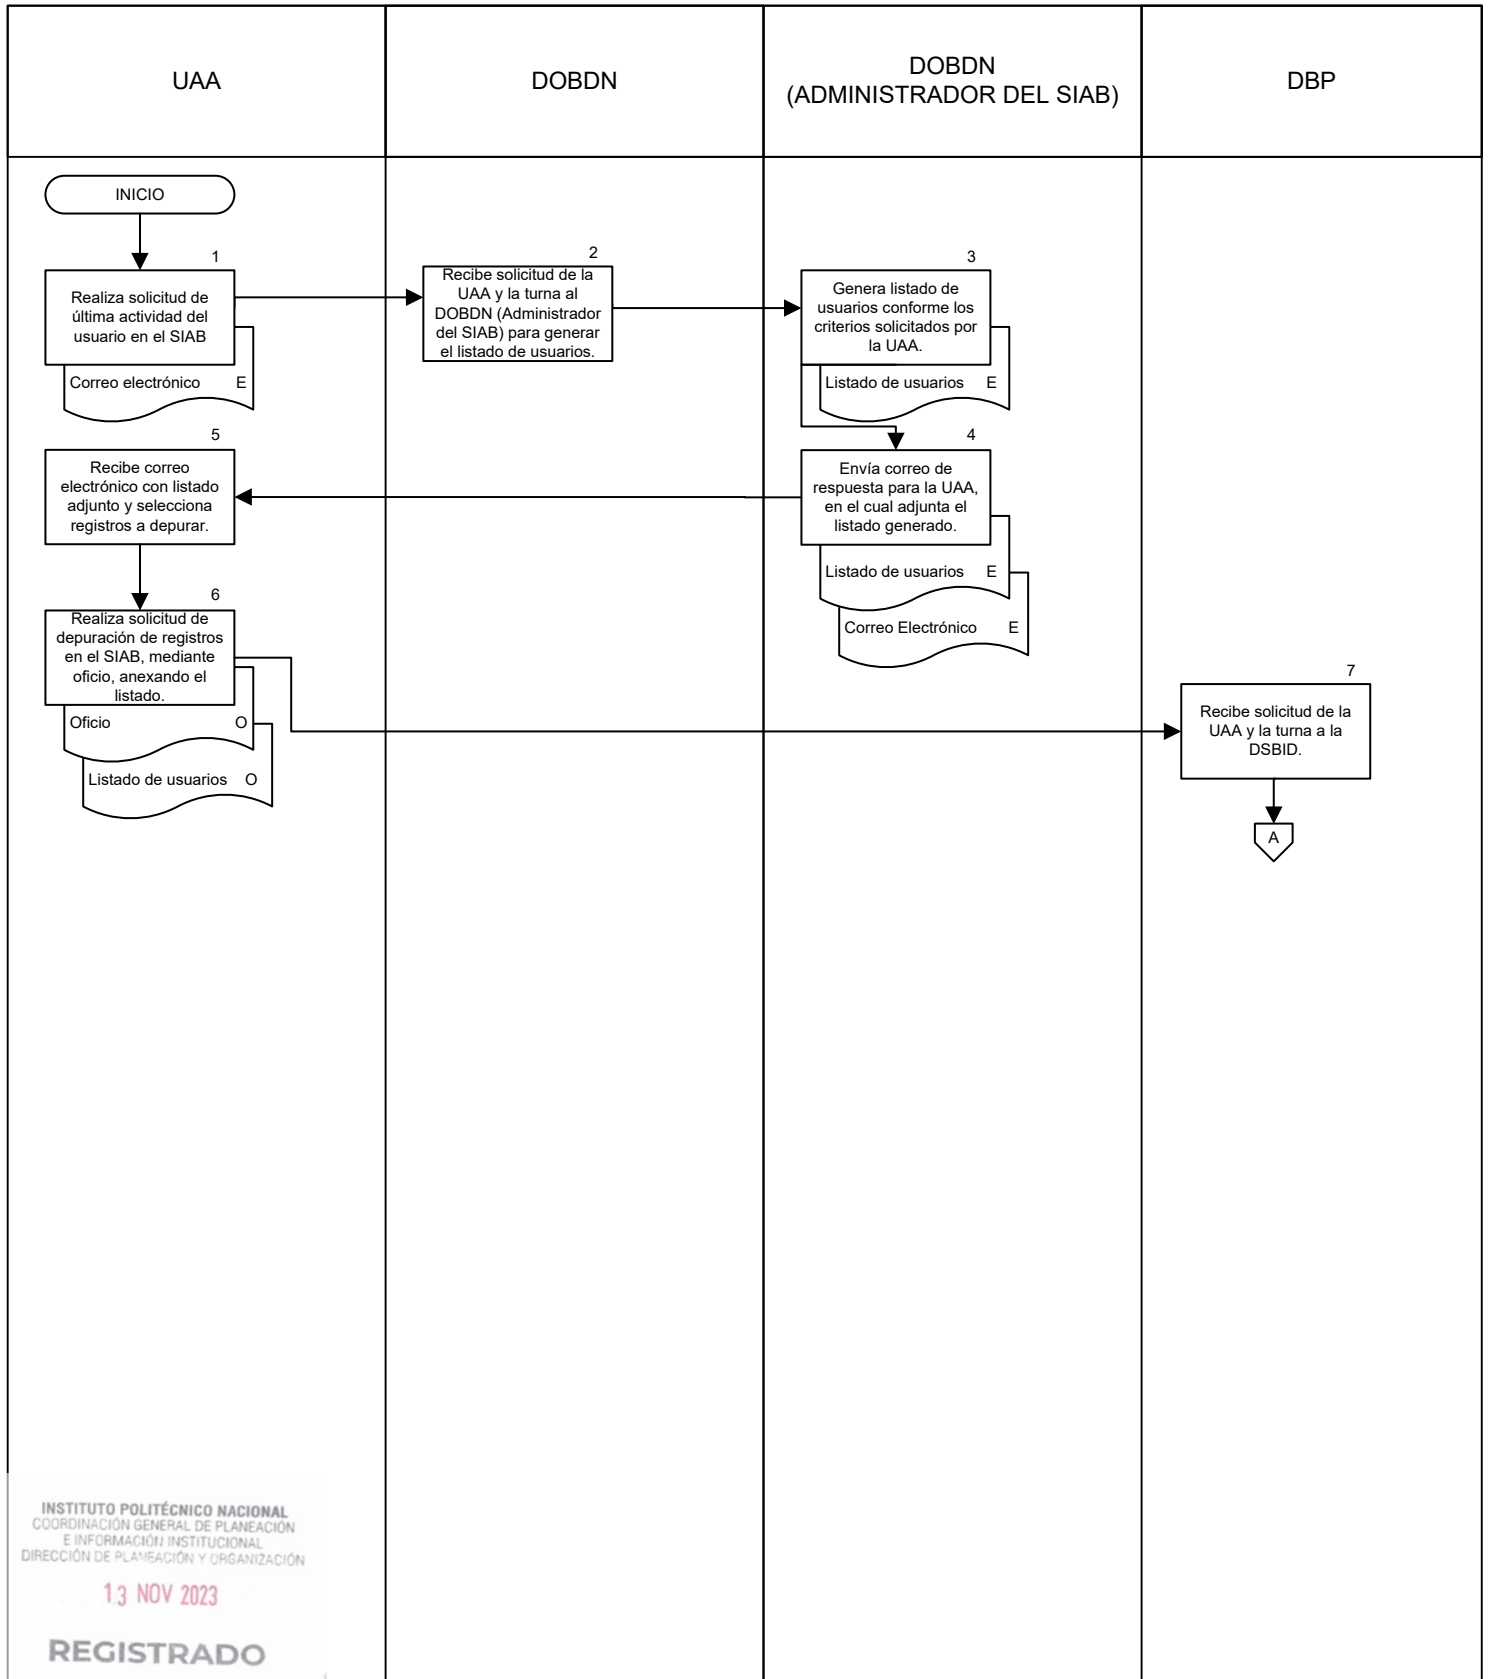 UAA
DOBDN
DOBDN
(ADMINISTRADOR DEL SIAB)
DBP
INICIO
1
Realiza solicitud de
última actividad del
usuario en el SIAB
Correo electrónico E
2
Recibe solicitud de la
UAA y la turna al
DOBDN (Administrador
del SIAB) para generar
el listado de usuarios.
3
Genera listado de
usuarios conforme los
criterios solicitados por
la UAA.
Listado de usuarios E
4
Envía correo de
respuesta para la UAA,
en el cual adjunta el
listado generado.
Listado de usuarios E
Correo Electrónico E
5
Recibe correo
electrónico con listado
adjunto y selecciona
registros a depurar.
6
Realiza solicitud de
depuración de registros
en el SIAB, mediante
oficio, anexando el
listado.
Oficio O
Listado de usuarios O
7
Recibe solicitud de la
UAA y la turna a la
DSBID.
A
INSTITUTO POLITÉCNICO NACIONAL
COORDINACIÓN GENERAL DE PLANEACIÓN
E INFORMACIÓN INSTITUCIONAL
DIRECCIÓN DE PLANEACIÓN Y ORGANIZACIÓN
13 NOV 2023
REGISTRADO